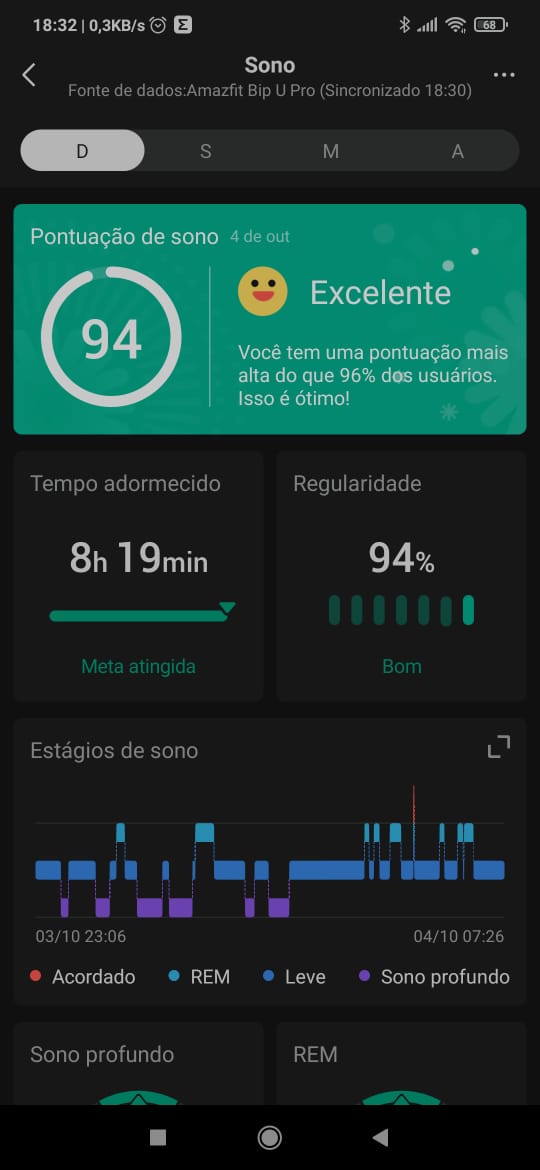 18:32 | 0,3KB/s
68
Sono
Fonte de dados:Amazfit Bip U Pro (Sincronizado 18:30)
D S M A
Pontuação de sono 4 de out
94
Excelente
Você tem uma pontuação mais
alta do que 96% dos usuários.
Isso é ótimo!
Tempo adormecido
8h 19min
Meta atingida
Regularidade
94%
Bom
Estágios de sono
03/10 23:06
04/10 07:26
Acordado REM Leve Sono profundo
Sono profundo
REM